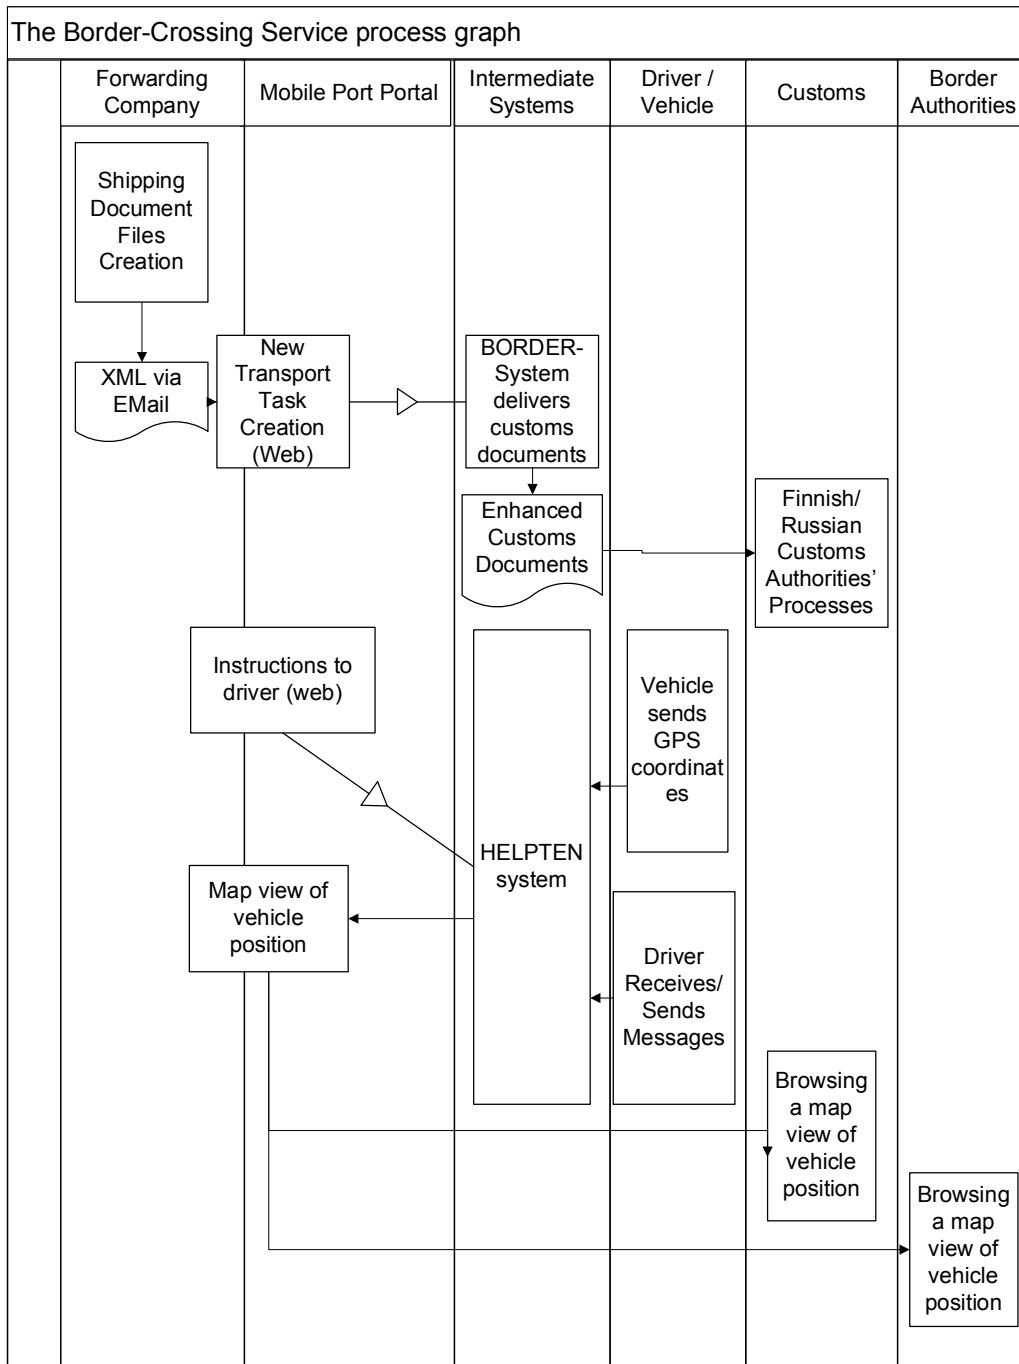 The Border-Crossing Service process graph
Forwarding
Company
Mobile Port Portal
Intermediate
Systems
Driver /
Vehicle
Customs
Border
Authorities
Shipping
Document
Files
Creation
XML via
EMail
New
Transport
Task
Creation
(Web)
BORDER-
System
delivers
customs
documents
Enhanced
Customs
Documents
Finnish/
Russian
Customs
Authorities’
Processes
Instructions to
driver (web)
Vehicle
sends
GPS
coordinat
es
HELPTEN
system
Map view of
vehicle
position
Driver
Receives/
Sends
Messages
Browsing
a map
view of
vehicle
position
Browsing
a map
view of
vehicle
position